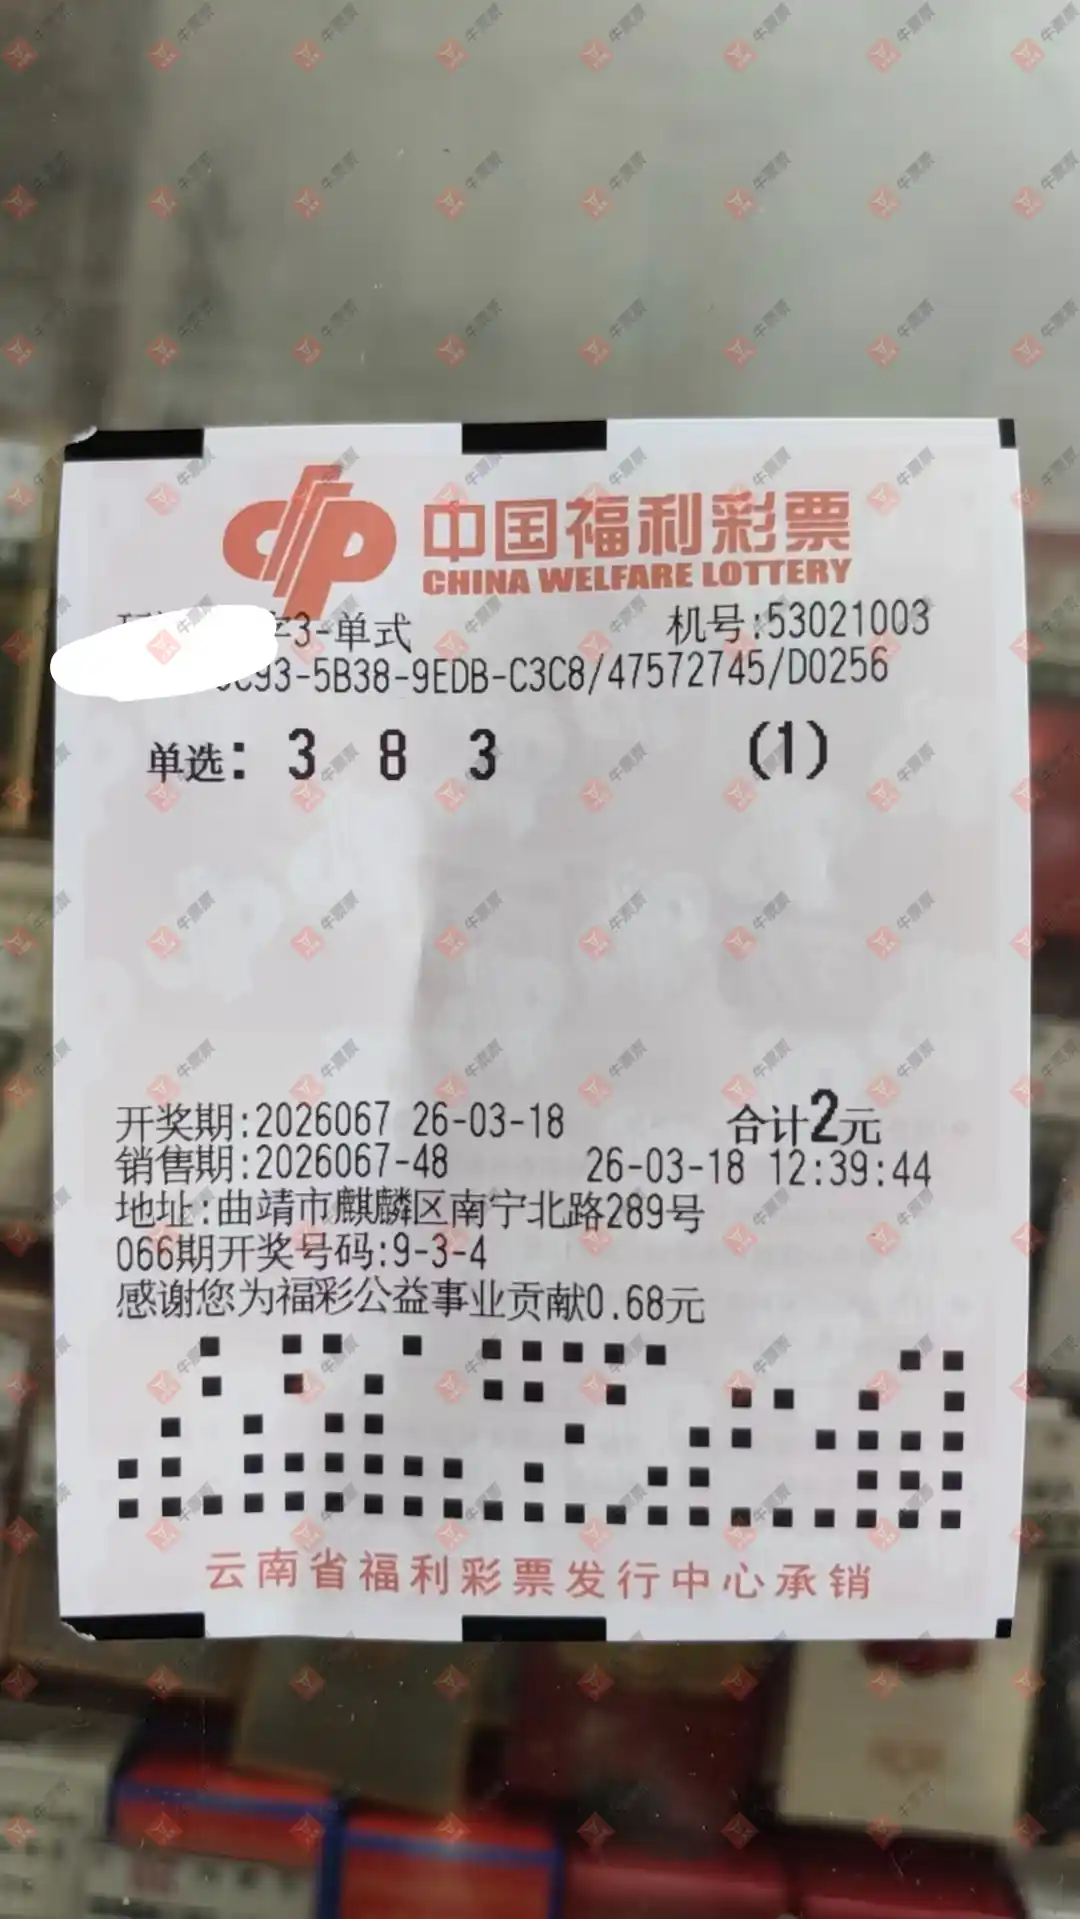 中国福利彩票
CHINA WELFARE LOTTERY
字3-单式 机号:53021003
C93-5B38-9EDB-C3C8/47572745/D0256
单选: 3 8 3 (1)
开奖期:2026067 26-03-18 合计2元
销售期:2026067-48 26-03-18 12:39:44
地址:曲靖市麒麟区南宁北路289号
066期开奖号码:9-3-4
感谢您为福彩公益事业贡献0.68元
云南省福利彩票发行中心承销
牛票票